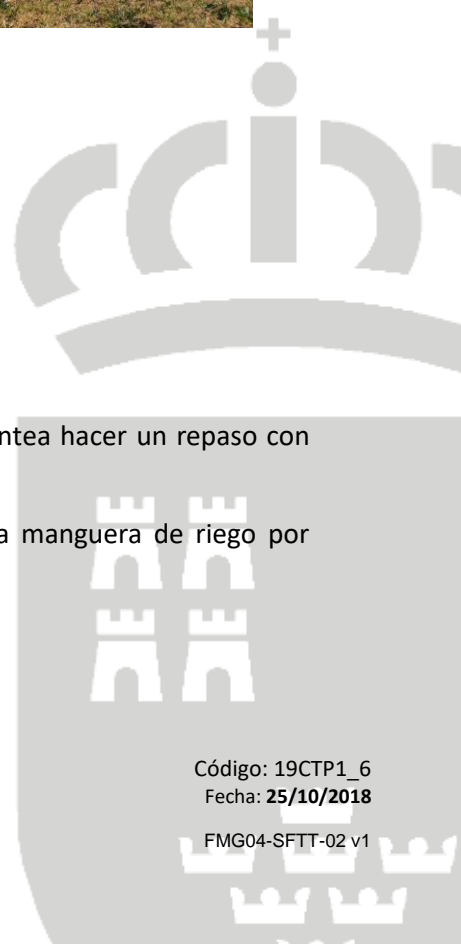 ntea hacer un repaso con
a manguera de riego por
Código: 19CTP1_6
Fecha: 25/10/2018
FMG04-SFTT-02 v1